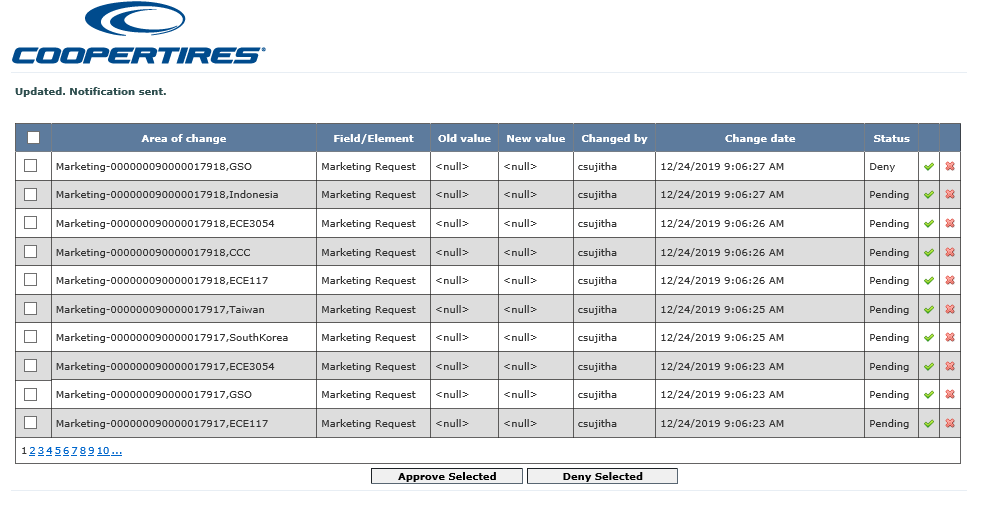 COOPERTIRES®
Updated. Notification sent.
Area of change Field/Element Old value New value Changed by Change date Status
Marketing-000000090000017918,GSO Marketing Request <null> <null> csujitha 12/24/2019 9:06:27 AM Deny
Marketing-000000090000017918,Indonesia Marketing Request <null> <null> csujitha 12/24/2019 9:06:27 AM Pending
Marketing-000000090000017918,ECE3054 Marketing Request <null> <null> csujitha 12/24/2019 9:06:26 AM Pending
Marketing-000000090000017918,CCC Marketing Request <null> <null> csujitha 12/24/2019 9:06:26 AM Pending
Marketing-000000090000017918,ECE117 Marketing Request <null> <null> csujitha 12/24/2019 9:06:26 AM Pending
Marketing-000000090000017917,Taiwan Marketing Request <null> <null> csujitha 12/24/2019 9:06:25 AM Pending
Marketing-000000090000017917,SouthKorea Marketing Request <null> <null> csujitha 12/24/2019 9:06:25 AM Pending
Marketing-000000090000017917,ECE3054 Marketing Request <null> <null> csujitha 12/24/2019 9:06:23 AM Pending
Marketing-000000090000017917,GSO Marketing Request <null> <null> csujitha 12/24/2019 9:06:23 AM Pending
Marketing-000000090000017917,ECE117 Marketing Request <null> <null> csujitha 12/24/2019 9:06:23 AM Pending
1 2 3 4 5 6 7 8 9 10 ...
Approve Selected Deny Selected